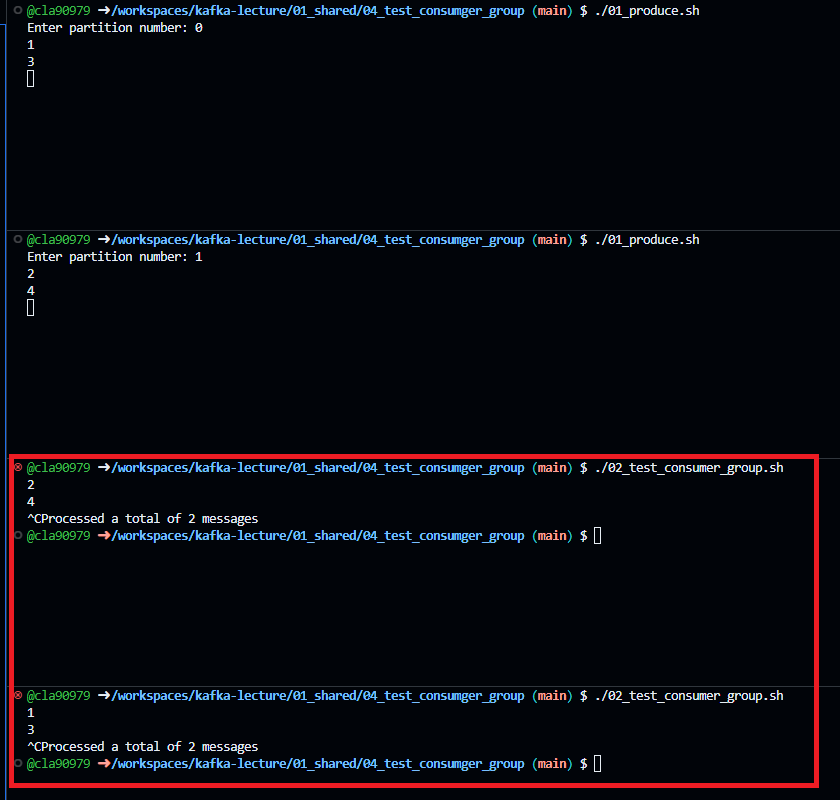 @cla90979 ➜/workspaces/kafka-lecture/01_shared/04_test_consumger_group (main) $ ./01_produce.sh
Enter partition number: 0
1
3
@cla90979 ➜/workspaces/kafka-lecture/01_shared/04_test_consumger_group (main) $ ./01_produce.sh
Enter partition number: 1
2
4
@cla90979 ➜/workspaces/kafka-lecture/01_shared/04_test_consumger_group (main) $ ./02_test_consumer_group.sh
2
4
^CProcessed a total of 2 messages
@cla90979 ➜/workspaces/kafka-lecture/01_shared/04_test_consumger_group (main) $
@cla90979 ➜/workspaces/kafka-lecture/01_shared/04_test_consumger_group (main) $ ./02_test_consumer_group.sh
1
3
^CProcessed a total of 2 messages
@cla90979 ➜/workspaces/kafka-lecture/01_shared/04_test_consumger_group (main) $